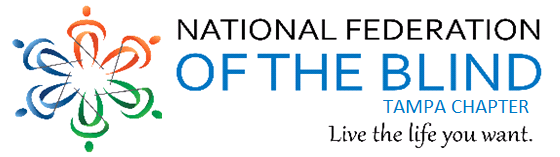 NATIONAL FEDERATION
OF THE BLIND
TAMPA CHAPTER
Live the life you want.